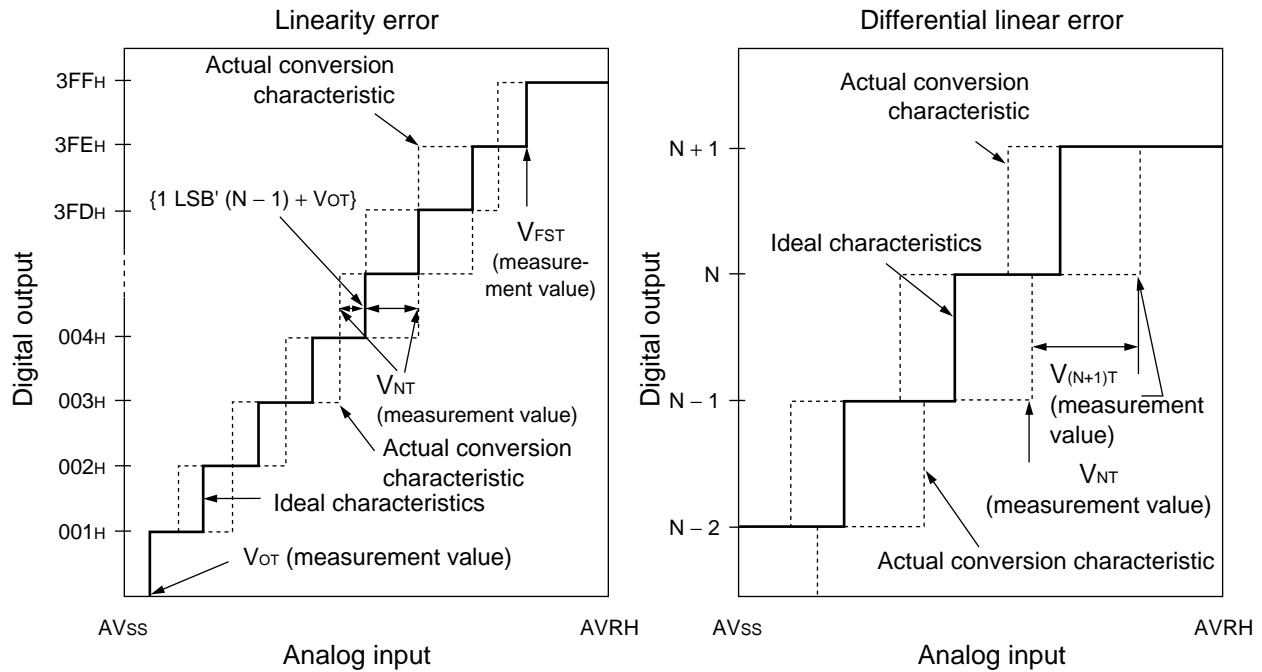 Linearity error
3FFH
3FEH
3FDH
004H
003H
002H
001H
Digital output
Actual conversion
characteristic
{1 LSB' (N − 1) + VOT}
VFST
(measure-
ment value)
VNT
(measurement value)
Actual conversion
characteristic
Ideal characteristics
VOT (measurement value)
AVSS
AVRH
Analog input
Differential linear error
N + 1
N
N − 1
N − 2
Digital output
Actual conversion
characteristic
Ideal characteristics
V(N+1)T
(measurement
value)
VNT
(measurement value)
Actual conversion characteristic
AVSS
AVRH
Analog input